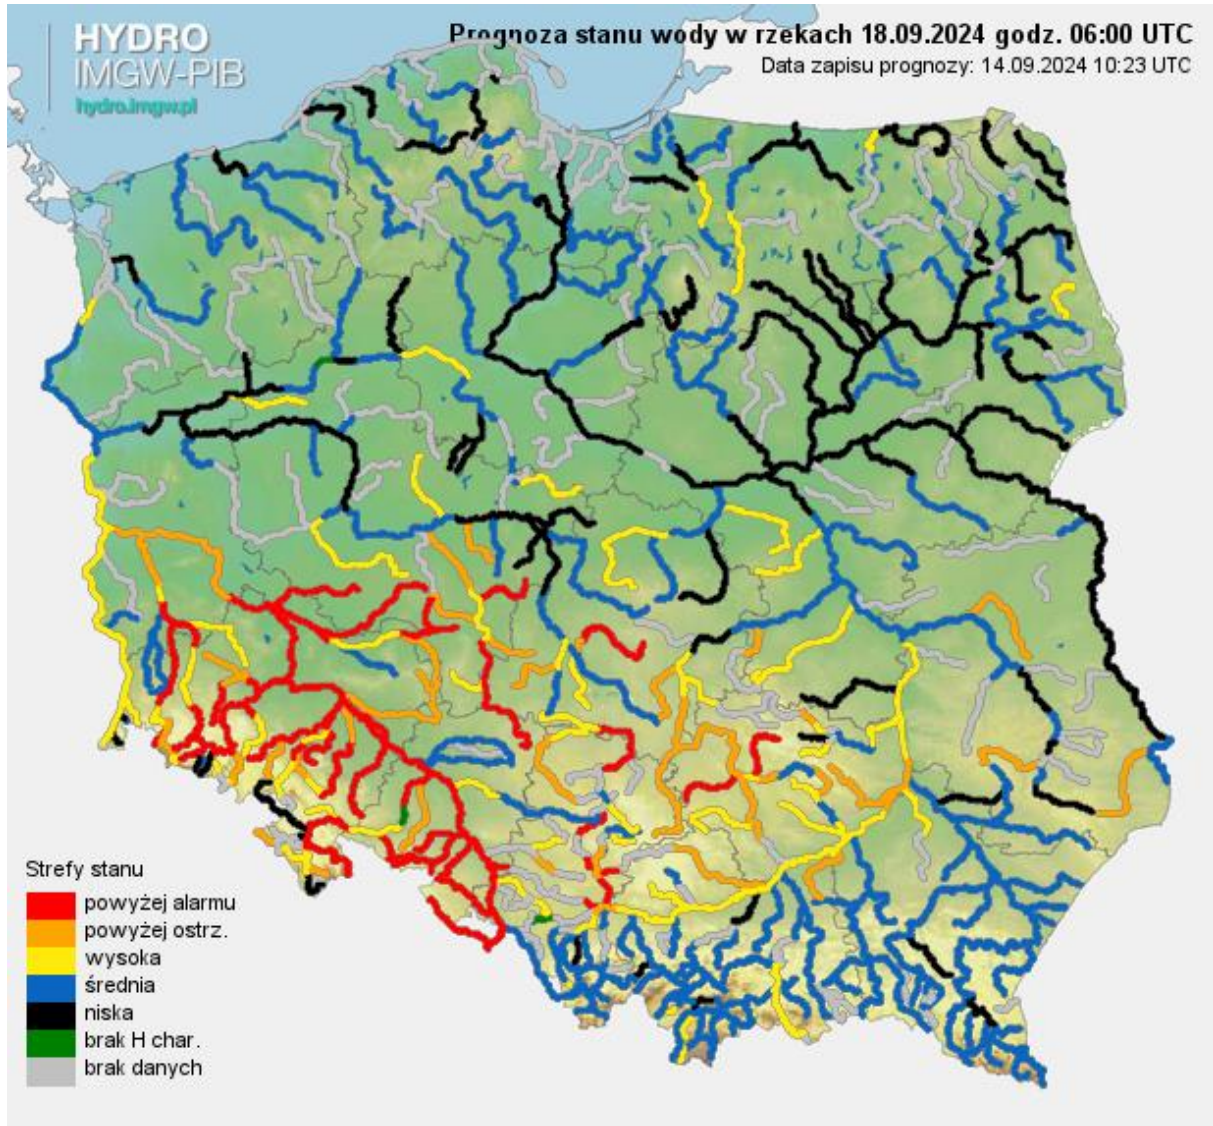 HYDRO
IMGW-PIB
hydro.imgw.pl
Prognoza stanu wody w rzekach 18.09.2024 godz. 06:00 UTC
Data zapisu prognozy: 14.09.2024 10:23 UTC
Strefy stanu
powyżej alarmu
powyżej ostrz.
wysoka
średnia
niska
brak H char.
brak danych